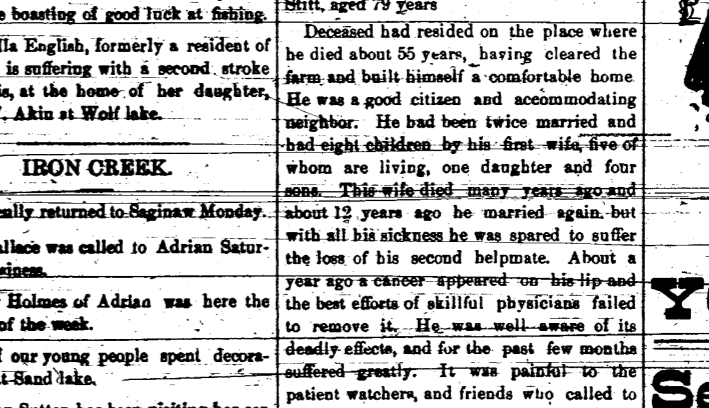 e boasting of good luck at fishing.
lla English, formerly a resident of
is suffering with a second stroke
is, at the home of her daughter,
. Akin at Wolf lake.
IRON CREEK.
ally returned to Saginaw Monday.
allace was called to Adrian Satur-
siness.
Holmes of Adrian was here the
of the week.
f our young people spent decora-
t Sand lake.
Stitt, aged 79 years
Deceased had resided on the place where
he died about 55 years, having cleared the
farm and built himself a comfortable home
He was a good citizen and accommodating
neighbor. He had been twice married and
had eight children by his first wife, five of
whom are living, one daughter and four
sons. This wife died many years ago and
about 12 years ago he married again. but
with all his sickness he was spared to suffer
the loss of his second helpmate. About a
year ago a cancer appeared on his lip and
the best efforts of skillful physicians failed
to remove it. He was well aware of its
deadly effects, and for the past few months
suffered greatly. It was painful to the
patient watchers, and friends who called to
Y
Se